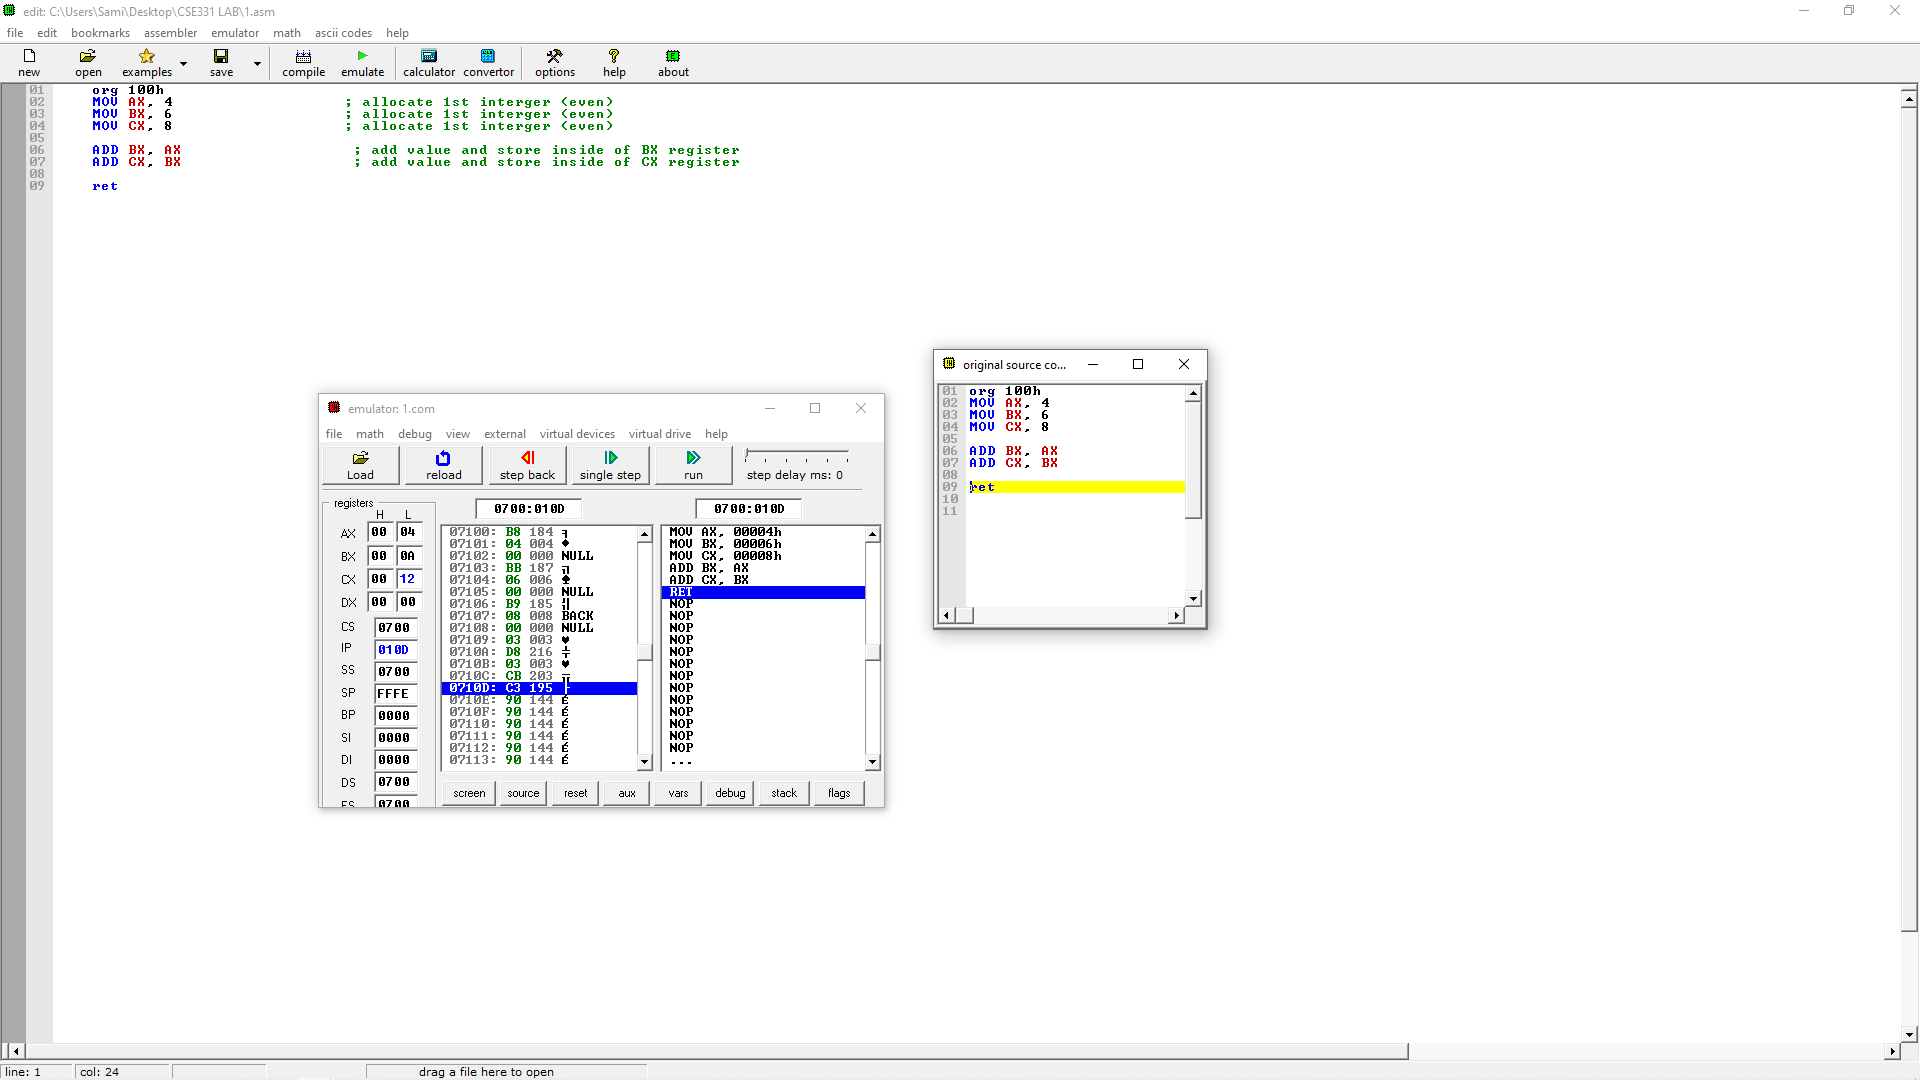 edit: C:\Users\Sami\Desktop\CSE331 LAB\1.asm
file edit bookmarks assembler emulator math ascii codes help
new open examples save compile emulate calculator convertor options help about
01 org 100h
02 MOV AX, 4 ; allocate 1st interger (even)
03 MOV BX, 6 ; allocate 1st interger (even)
04 MOV CX, 8 ; allocate 1st interger (even)
05
06 ADD BX, AX ; add value and store inside of BX register
07 ADD CX, BX ; add value and store inside of CX register
08
09 ret
emulator: 1.com
file math debug view external virtual devices virtual drive help
Load reload step back single step run step delay ms: 0
registers
H L
AX 00 04
BX 00 0A
CX 00 12
DX 00 00
CS 0700
IP 010D
SS 0700
SP FFFE
BP 0000
SI 0000
DI 0000
DS 0700
ES 0700
0700:010D
07100: B8 184 ╕
07101: 04 004 ♦
07102: 00 000 NULL
07103: BB 187 ╗
07104: 06 006 ♠
07105: 00 000 NULL
07106: B9 185 ╣
07107: 08 008 BACK
07108: 00 000 NULL
07109: 03 003 ♥
0710A: D8 216 ╪
0710B: 03 003 ♥
0710C: CB 203 ╦
0710D: C3 195 ├
0710E: 90 144 É
0710F: 90 144 É
07110: 90 144 É
07111: 90 144 É
07112: 90 144 É
07113: 90 144 É
0700:010D
MOV AX, 00004h
MOV BX, 00006h
MOV CX, 00008h
ADD BX, AX
ADD CX, BX
RET
NOP
NOP
NOP
NOP
NOP
NOP
NOP
NOP
NOP
NOP
NOP
NOP
NOP
...
screen source reset aux vars debug stack flags
original source co...
01 org 100h
02 MOV AX, 4
03 MOV BX, 6
04 MOV CX, 8
05
06 ADD BX, AX
07 ADD CX, BX
08
09 ret
10
11
line: 1 col: 24 drag a file here to open